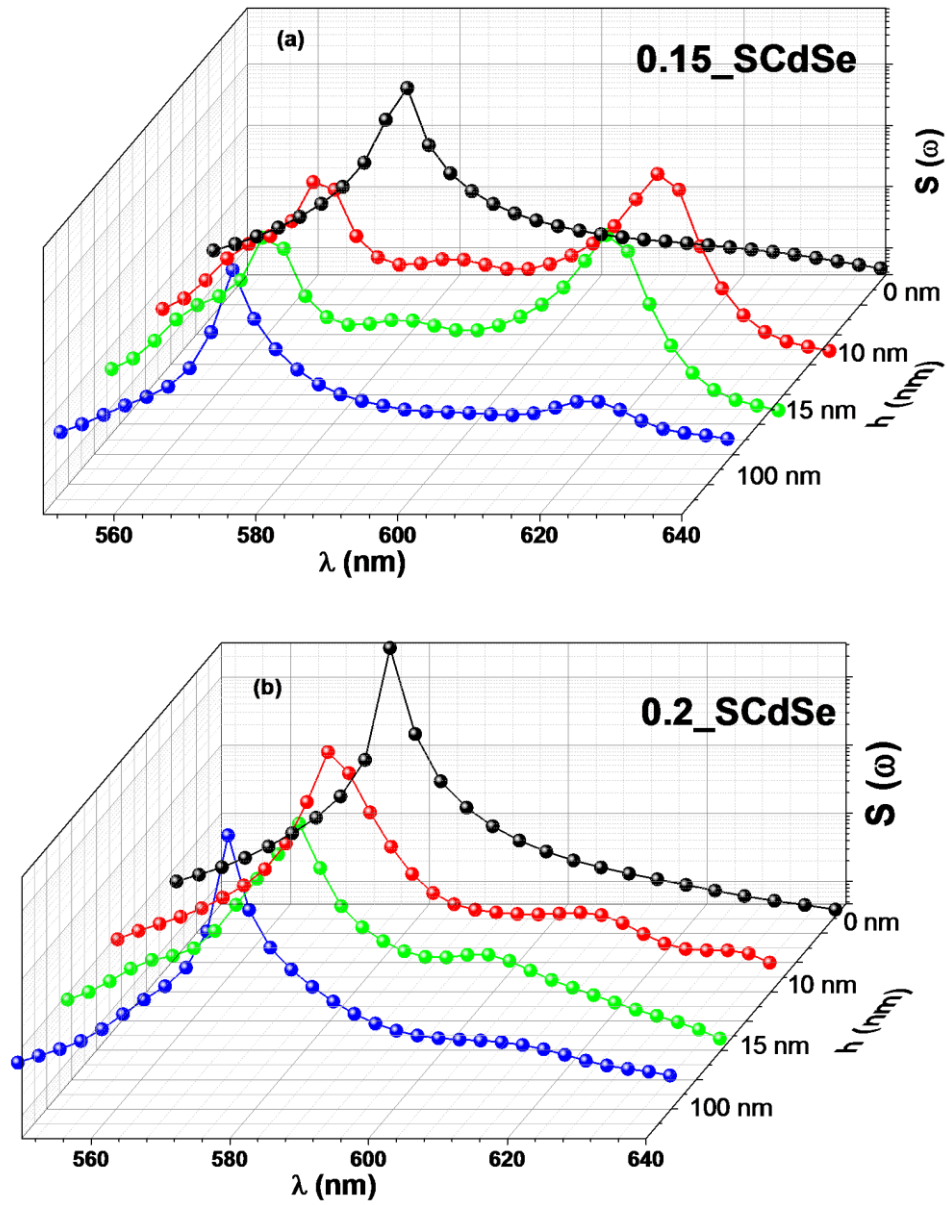 (a)
0.15_SCdSe
S (ω)
0 nm
10 nm
15 nm
100 nm
h (nm)
560 580 600 620 640
λ (nm)
(b)
0.2_SCdSe
S (ω)
0 nm
10 nm
15 nm
100 nm
h (nm)
560 580 600 620 640
λ (nm)